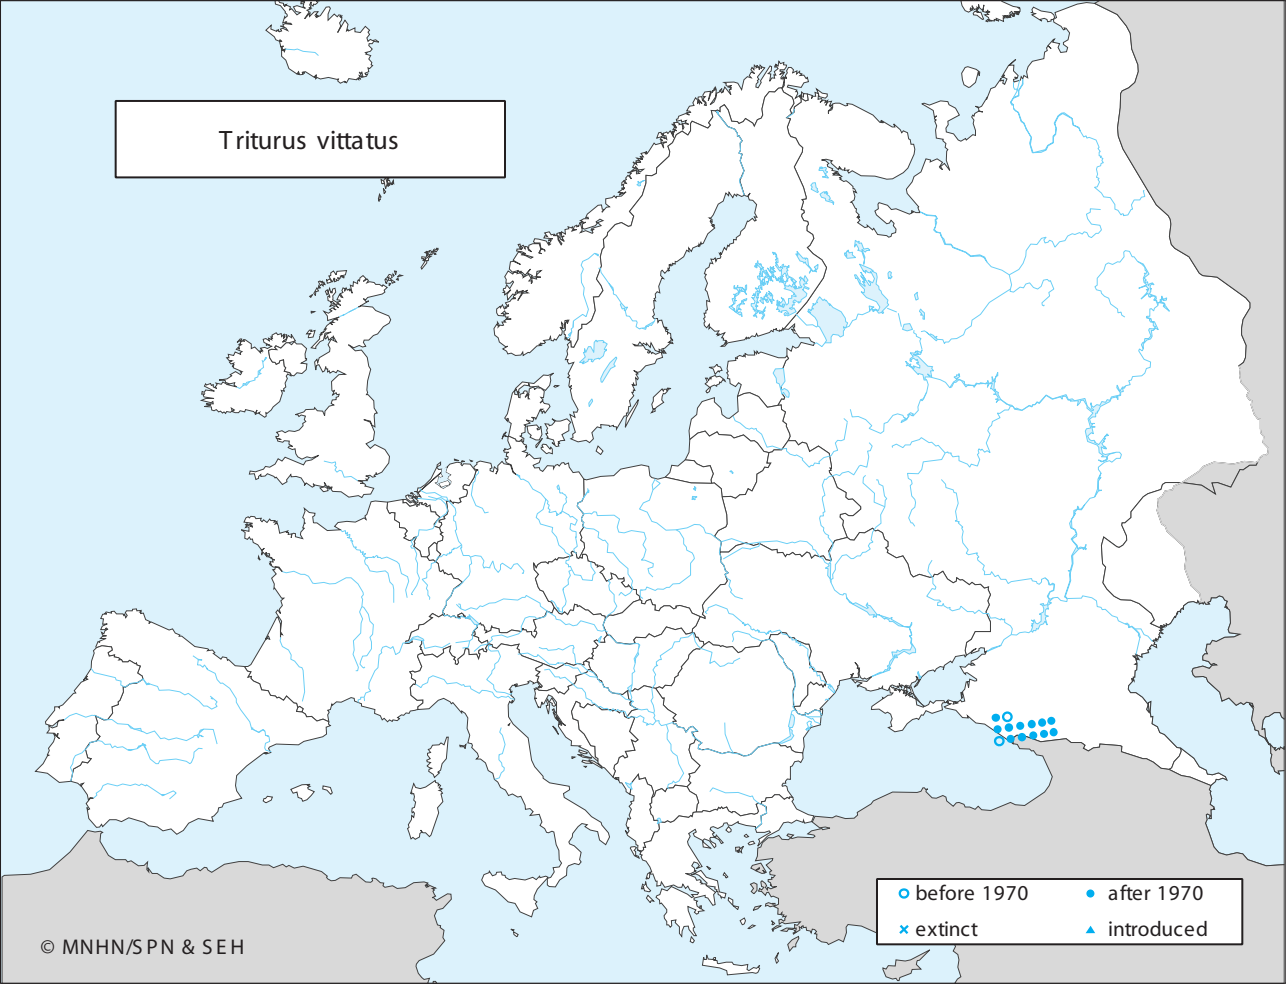 Triturus vittatus
before 1970
after 1970
extinct
introduced
© MNHN/SPN & SEH